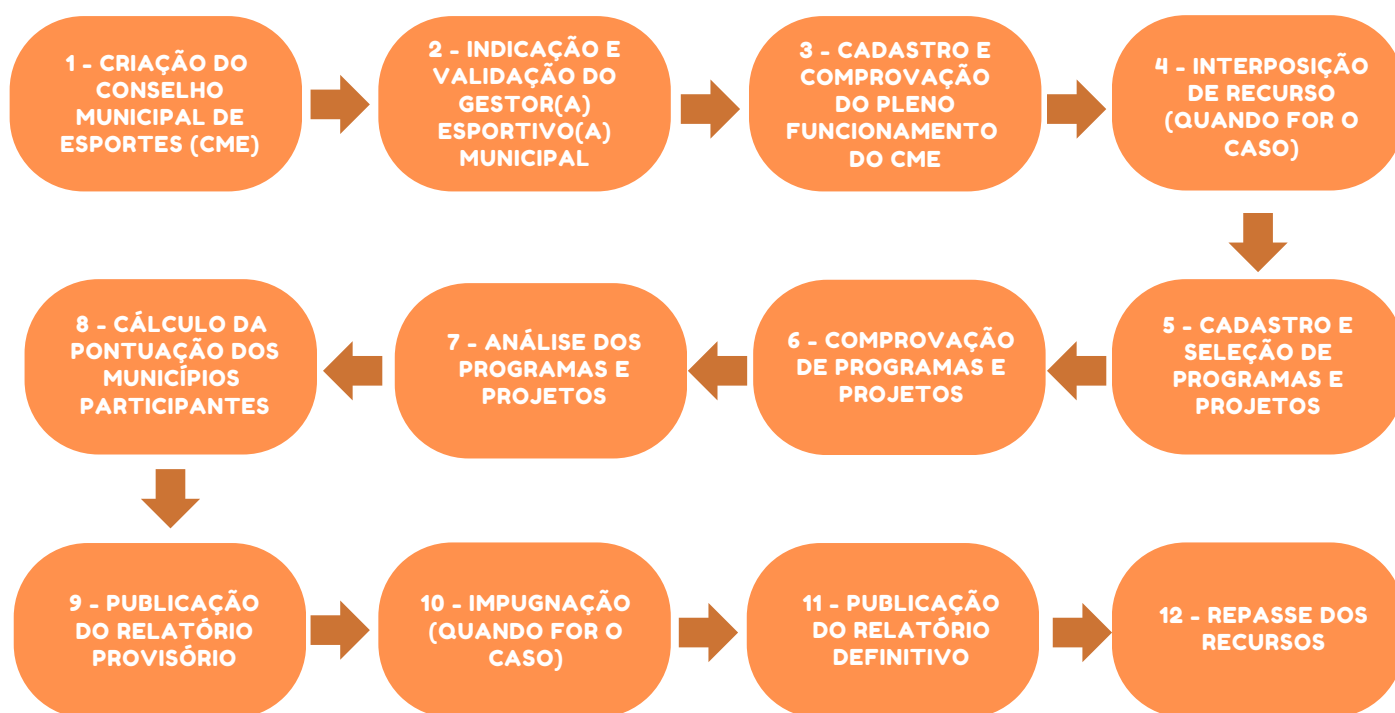 1 - CRIAÇÃO DO
CONSELHO
MUNICIPAL DE
ESPORTES (CME)
2 - INDICAÇÃO E
VALIDAÇÃO DO
GESTOR(A)
ESPORTIVO(A)
MUNICIPAL
3 - CADASTRO E
COMPROVAÇÃO
DO PLENO
FUNCIONAMENTO
DO CME
4 - INTERPOSIÇÃO
DE RECURSO
(QUANDO FOR O
CASO)
5 - CADASTRO E
SELEÇÃO DE
PROGRAMAS E
PROJETOS
6 - COMPROVAÇÃO
DE PROGRAMAS E
PROJETOS
7 - ANÁLISE DOS
PROGRAMAS E
PROJETOS
8 - CÁLCULO DA
PONTUAÇÃO DOS
MUNICÍPIOS
PARTICIPANTES
9 - PUBLICAÇÃO
DO RELATÓRIO
PROVISÓRIO
10 - IMPUGNAÇÃO
(QUANDO FOR O
CASO)
11 - PUBLICAÇÃO
DO RELATÓRIO
DEFINITIVO
12 - REPASSE DOS
RECURSOS